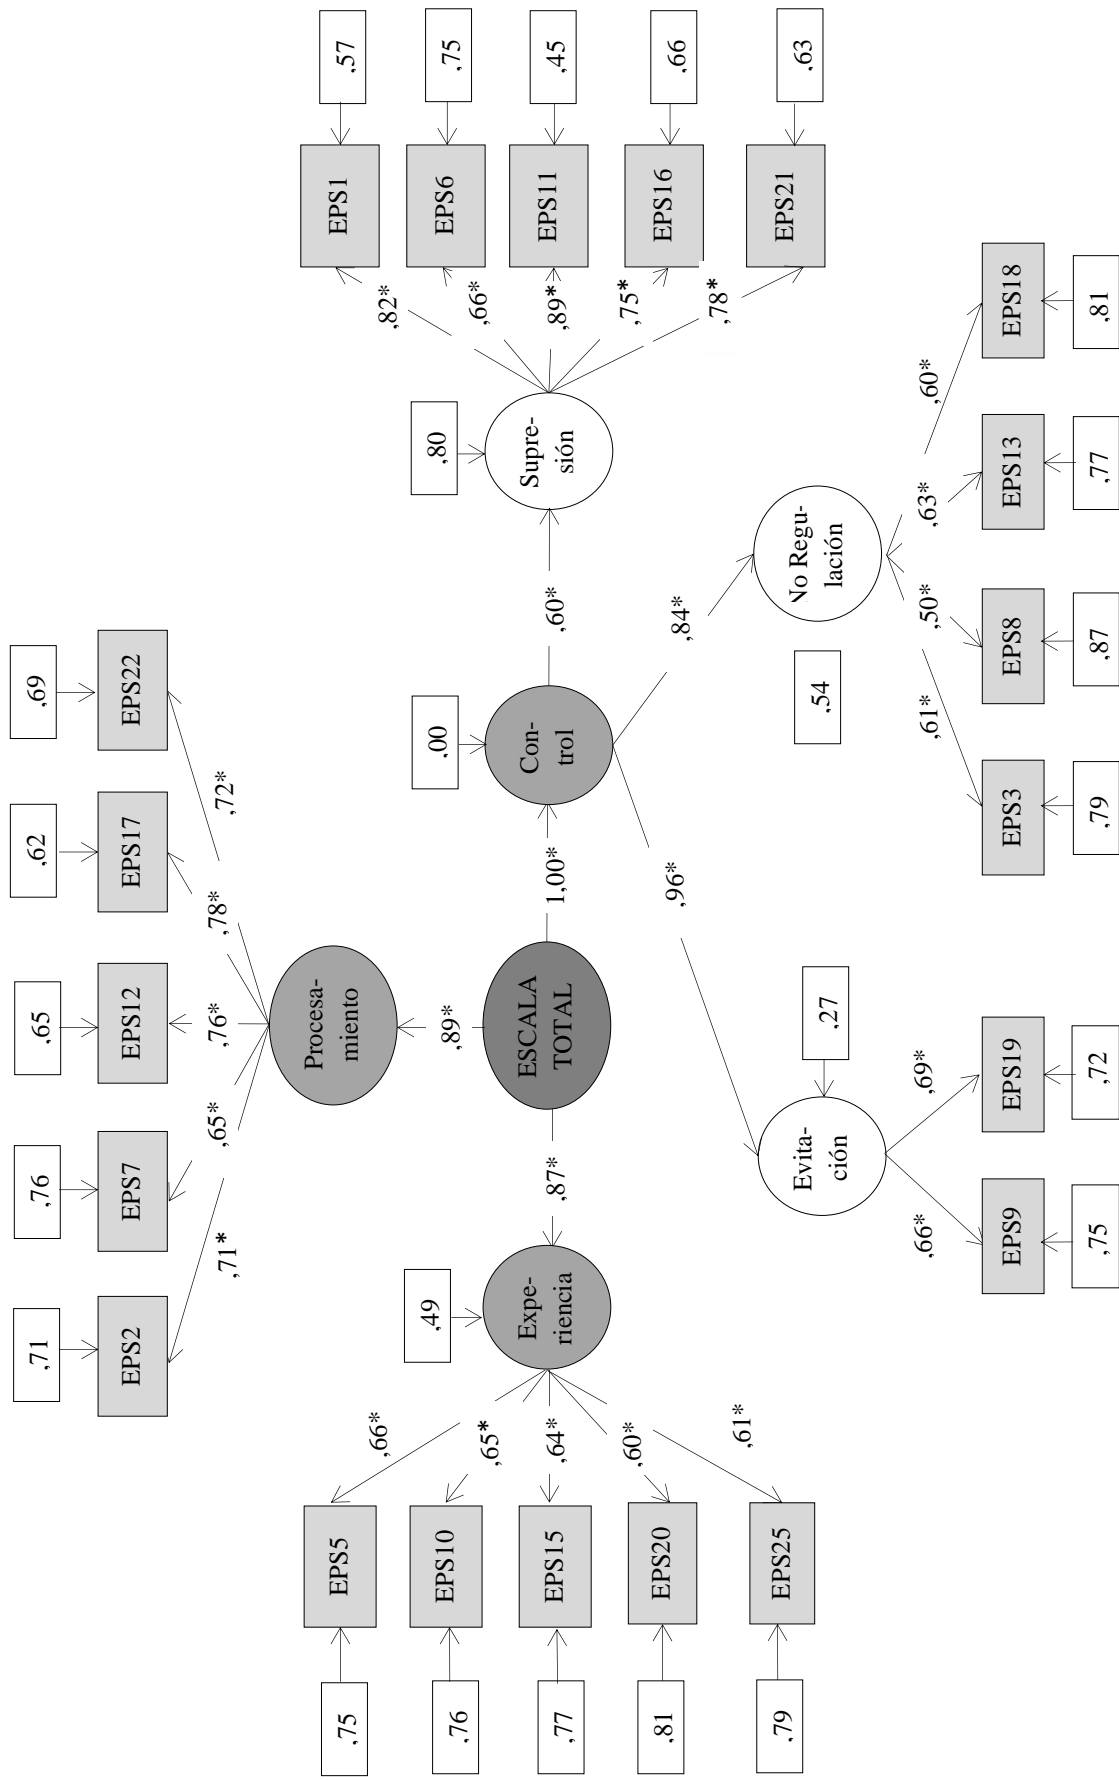 ,71
,76
,65
,62
,69
EPS2
EPS7
EPS12
EPS17
EPS22
,71*
,65*
,76*
,78*
,72*
Procesa-
miento
,89*
,75
EPS5
,66*
,76
EPS10
,65*
,77
EPS15
,64*
,81
EPS20
,60*
,79
EPS25
,61*
,49
Expe-
riencia
,87*
ESCALA
TOTAL
1,00*
,00
Con-
trol
,60*
,80
Supre-
sión
,82*
EPS1
,57
,66*
EPS6
,75
,89*
EPS11
,45
,75*
EPS16
,66
,78*
EPS21
,63
,96*
,84*
Evita-
ción
,27
,54
No Regu-
lación
,66*
,69*
,61*
,50*
,63*
,60*
EPS9
EPS19
EPS3
EPS8
EPS13
EPS18
,75
,72
,79
,87
,77
,81